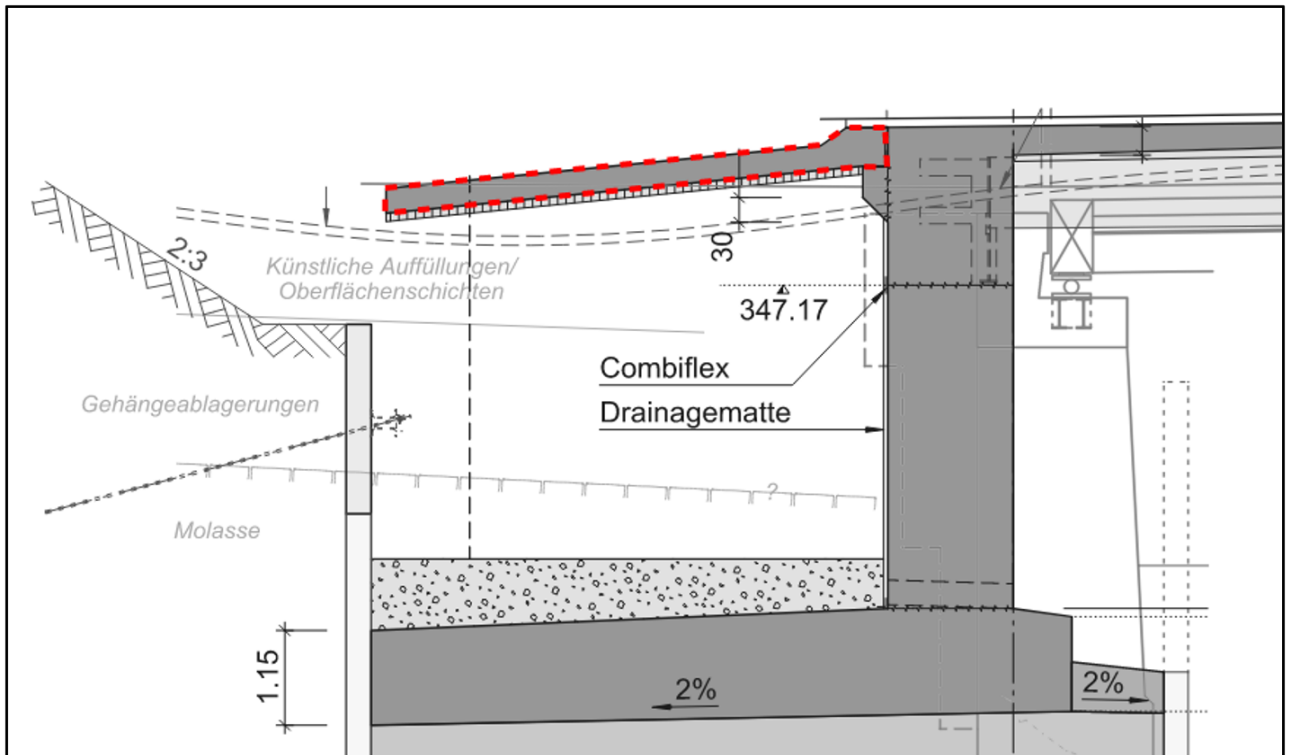 2:3
Künstliche Auffüllungen/
Oberflächenschichten
30
347.17
Combiflex
Drainagematte
Gehängeablagerungen
?
Molasse
1.15
2%
2%